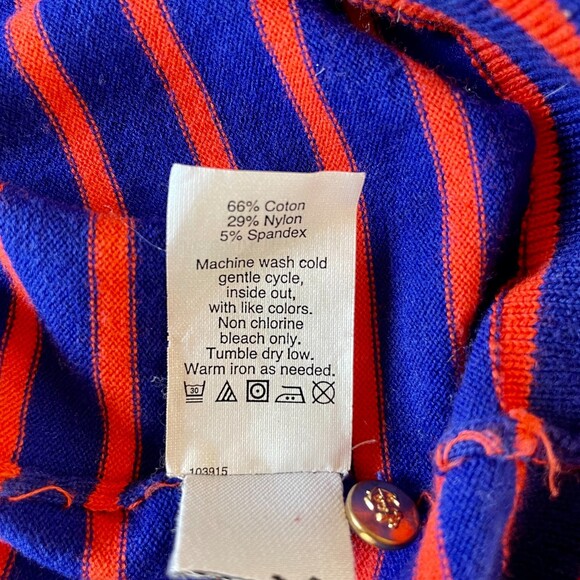 66% Coton
29% Nylon
5% Spandex
Machine wash cold
gentle cycle,
inside out,
with like colors.
Non chlorine
bleach only.
Tumble dry low.
Warm iron as needed.
30
103915